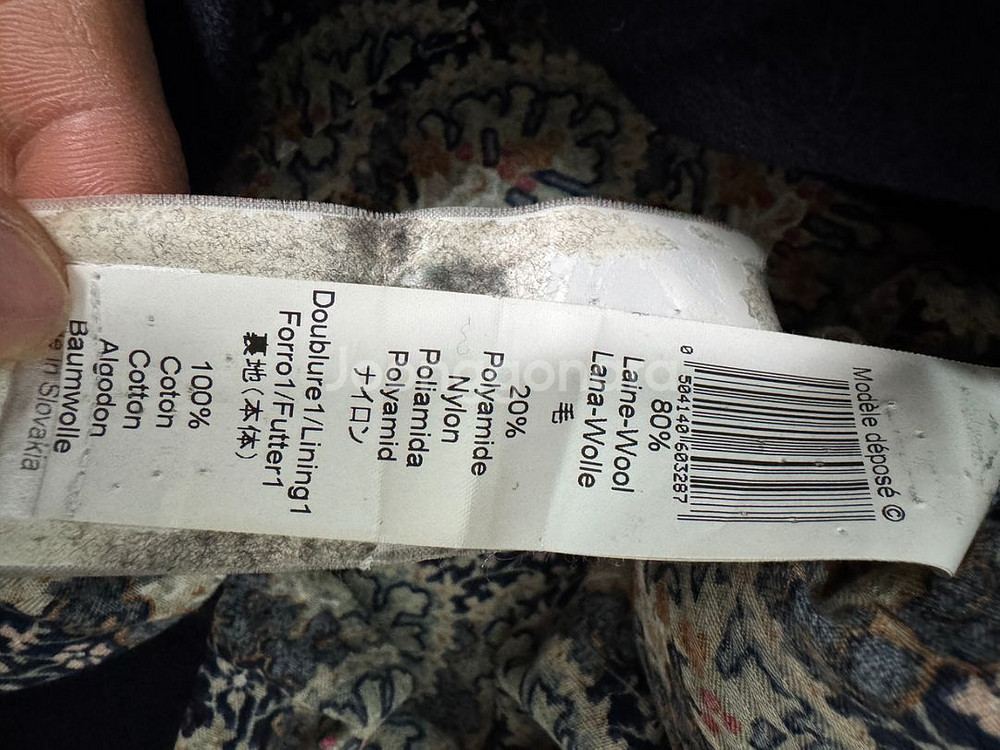 Modèle déposé ©
0 504140 603287
80%
Laine-Wool
Lana-Wolle
毛
20%
Polyamide
Nylon
Poliamida
Polyamid
ナイロン
Doublure1/Lining1
Forro1/Futter1
裏地(本体)
100%
Coton
Cotton
Algodon
Baumwolle
in Slovakia